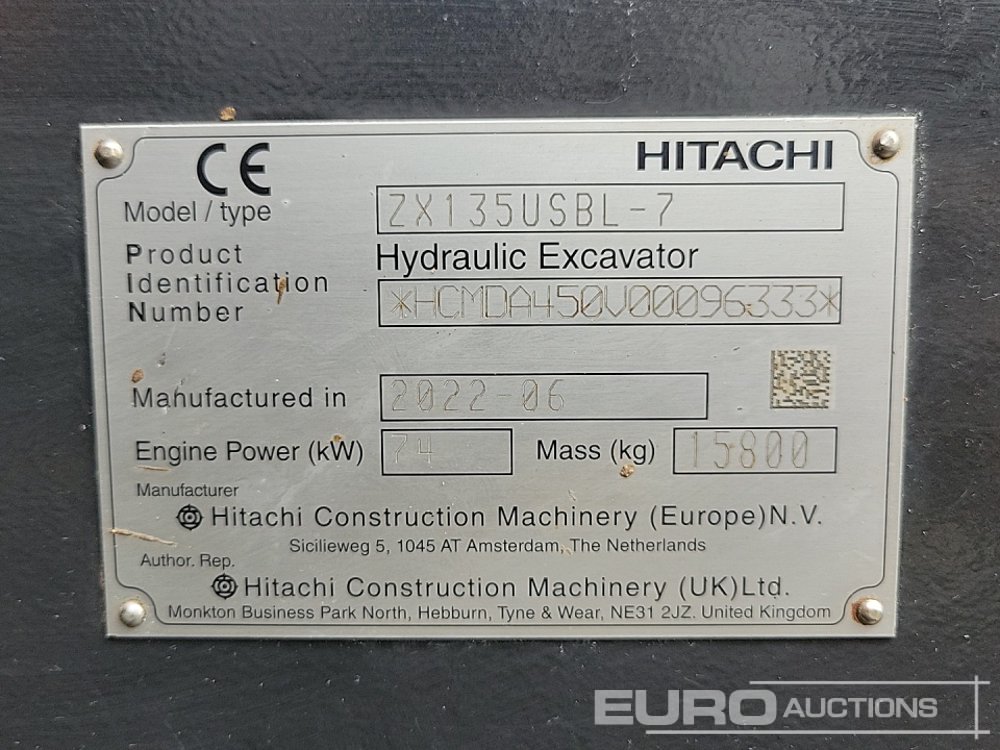 CE HITACHI
Model / type ZX135USBL-7
Product Hydraulic Excavator
Identification
Number *HCMDA450V00096333*
Manufactured in 2022-06
Engine Power (kW) 74 Mass (kg) 15800
Manufacturer
Hitachi Construction Machinery (Europe)N.V.
Sicilieweg 5, 1045 AT Amsterdam, The Netherlands
Author. Rep.
Hitachi Construction Machinery (UK)Ltd.
Monkton Business Park North, Hebburn, Tyne & Wear, NE31 2JZ. United Kingdom
EURO AUCTIONS